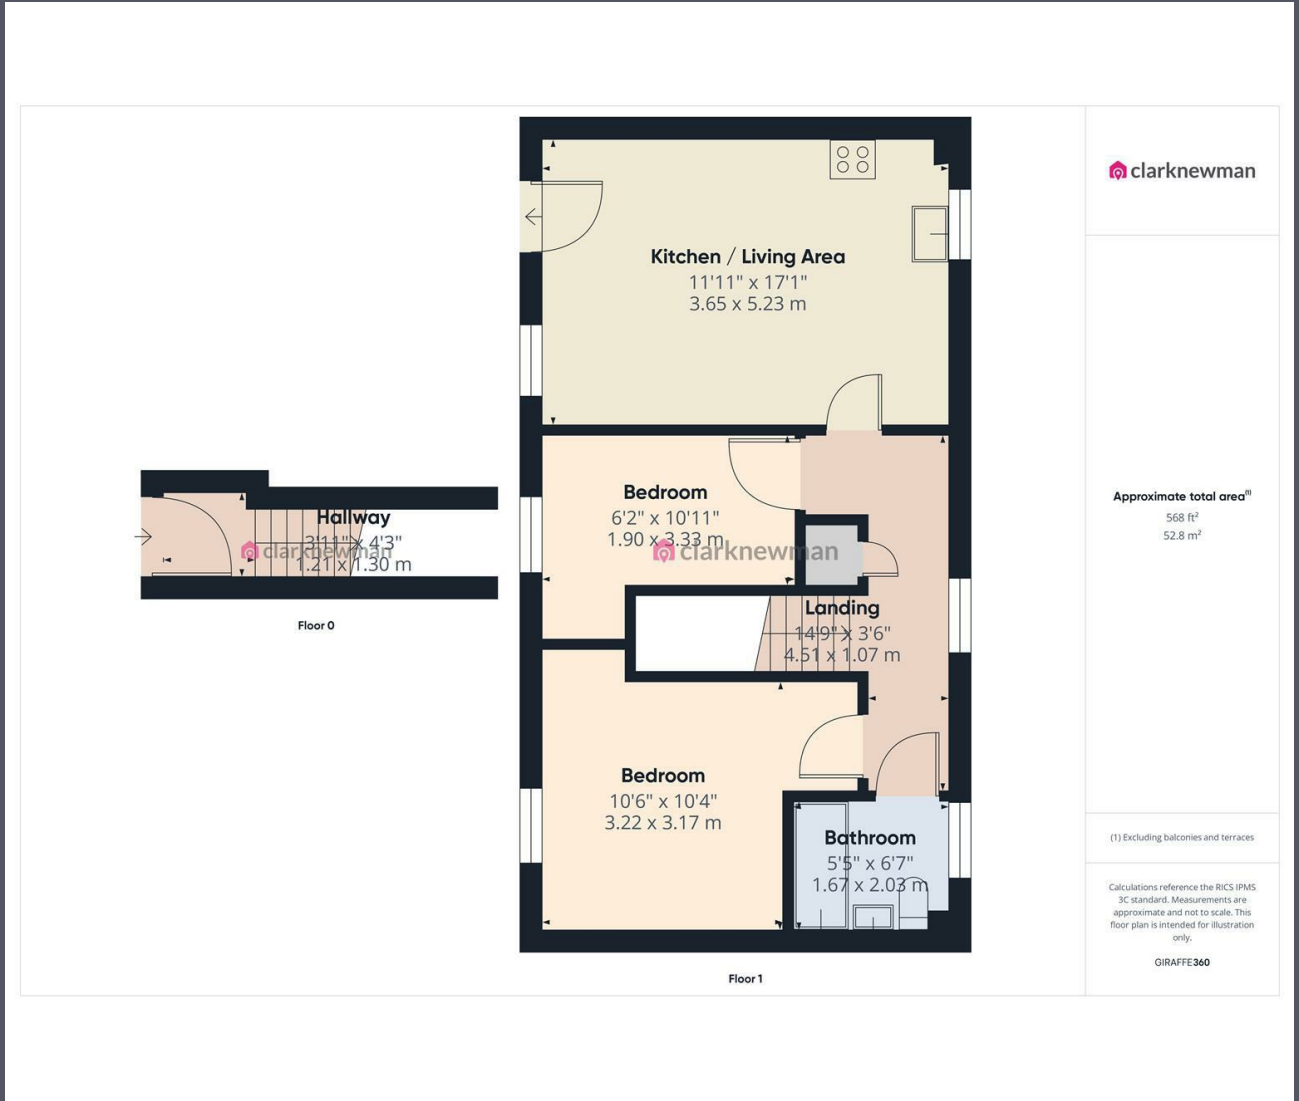 clarknewman
Kitchen / Living Area
11'11" x 17'1"
3.65 x 5.23 m
Bedroom
6'2" x 10'11"
1.90 x 3.33 m
clarknewman
Hallway
3'11" x 4'3"
1.21 x 1.30 m
clarknewman
Floor 0
Landing
14'9" x 3'6"
4.51 x 1.07 m
Bedroom
10'6" x 10'4"
3.22 x 3.17 m
Bathroom
5'5" x 6'7"
1.67 x 2.03 m
Floor 1
Approximate total area(1)
568 ft²
52.8 m²
(1) Excluding balconies and terraces
Calculations reference the RICS IPMS
3C standard. Measurements are
approximate and not to scale. This
floor plan is intended for illustration
only.
GIRAFFE360